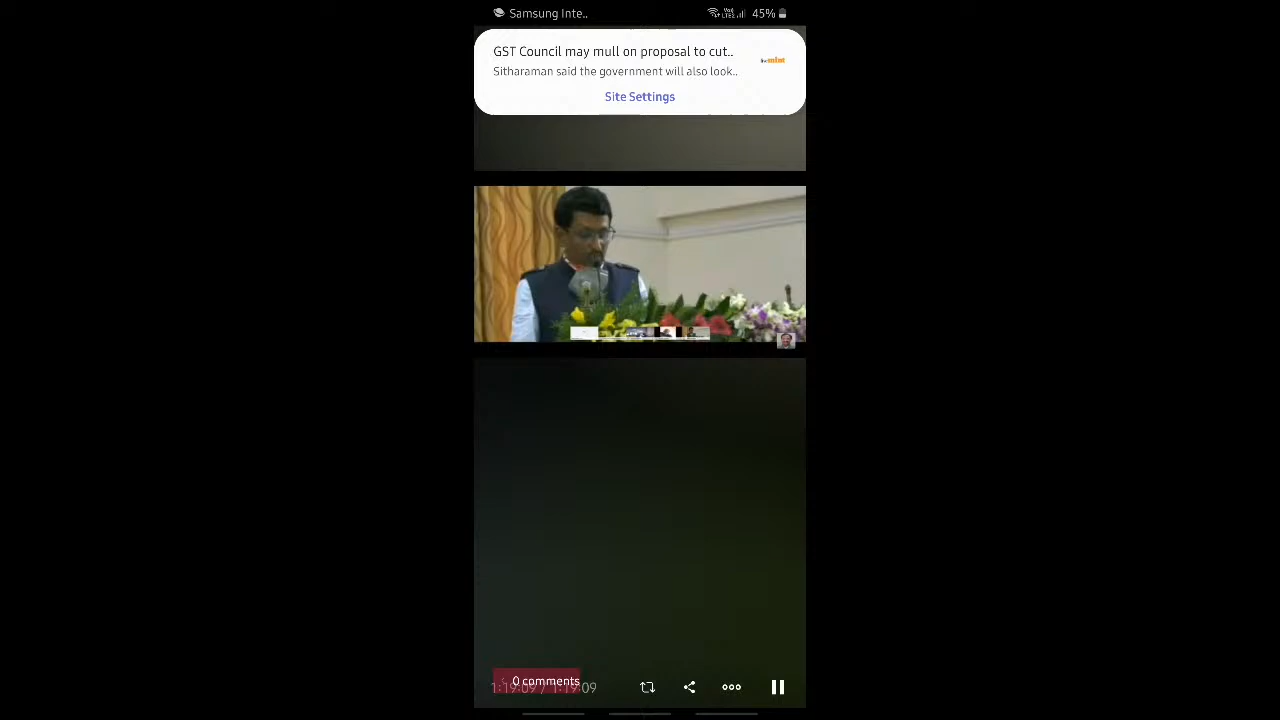 Samsung Inte..
45%
GST Council may mull on proposal to cut..
Sitharaman said the government will also look..
mint
Site Settings
0 comments
1:19:09 / 1:19:09